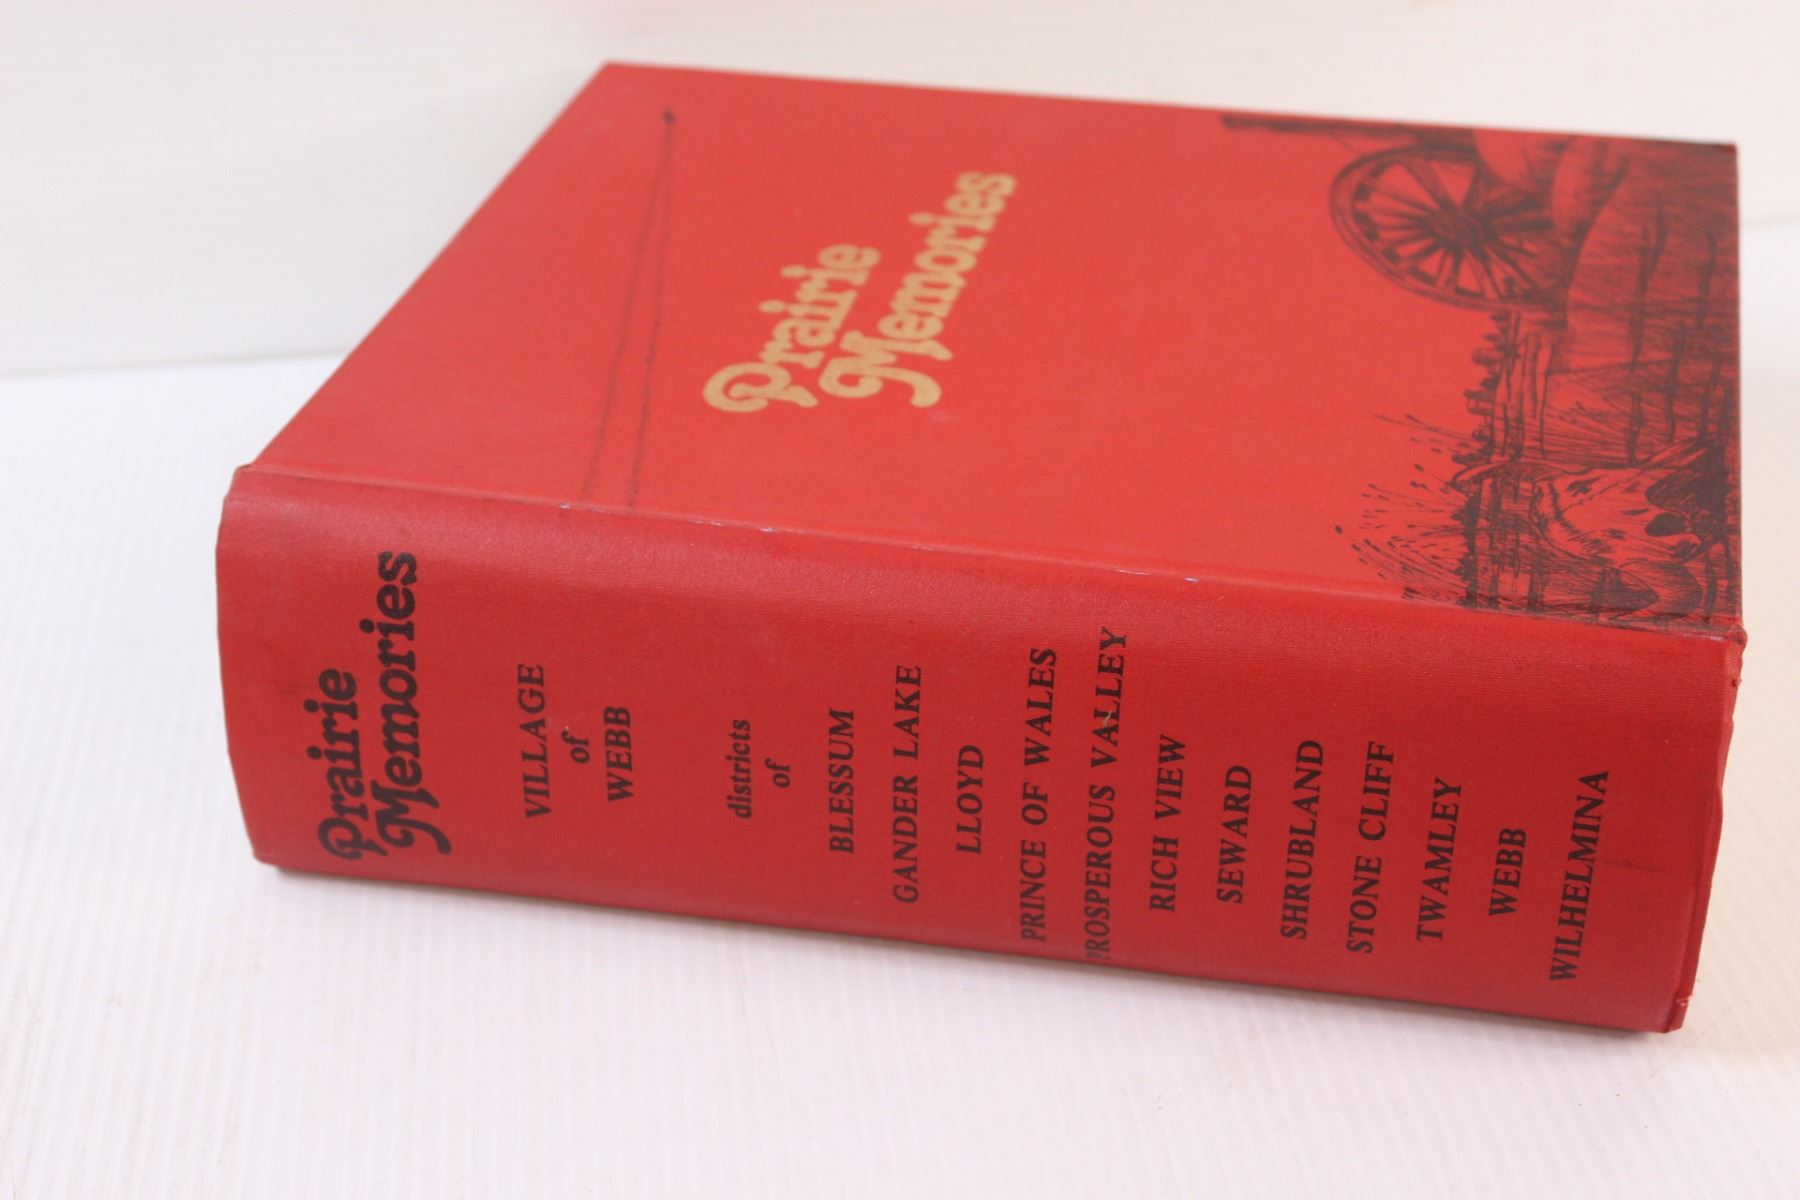 Prairie
Memories
Prairie
Memories
VILLAGE
of
WEBB
districts
of
BLESSUM
GANDER LAKE
LLOYD
PRINCE OF WALES
PROSPEROUS VALLEY
RICH VIEW
SEWARD
SHRUBLAND
STONE CLIFF
TWAMLEY
WEBB
WILHELMINA